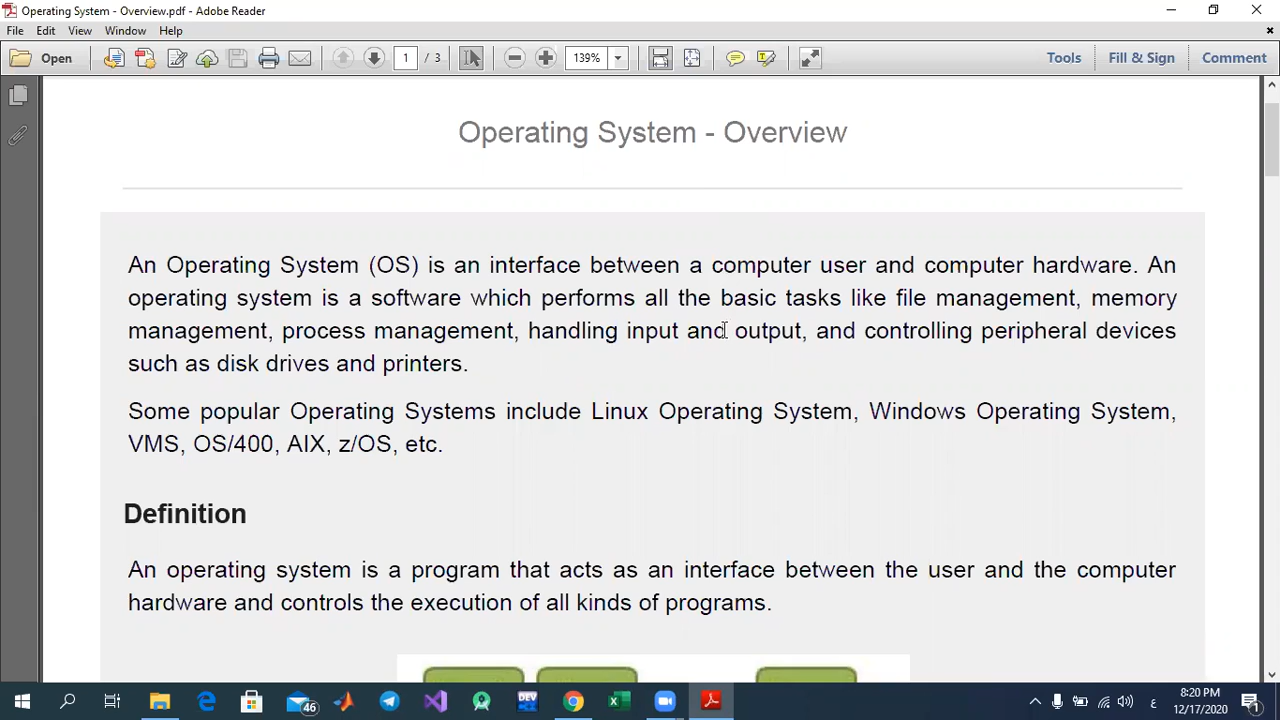 Operating System - Overview.pdf - Adobe Reader
File Edit View Window Help
Open 1 / 3 139% Tools Fill & Sign Comment
Operating System - Overview
An Operating System (OS) is an interface between a computer user and computer hardware. An
operating system is a software which performs all the basic tasks like file management, memory
management, process management, handling input and output, and controlling peripheral devices
such as disk drives and printers.
Some popular Operating Systems include Linux Operating System, Windows Operating System,
VMS, OS/400, AIX, z/OS, etc.
Definition
An operating system is a program that acts as an interface between the user and the computer
hardware and controls the execution of all kinds of programs.
46
DEV
ع
8:20 PM
12/17/2020
1